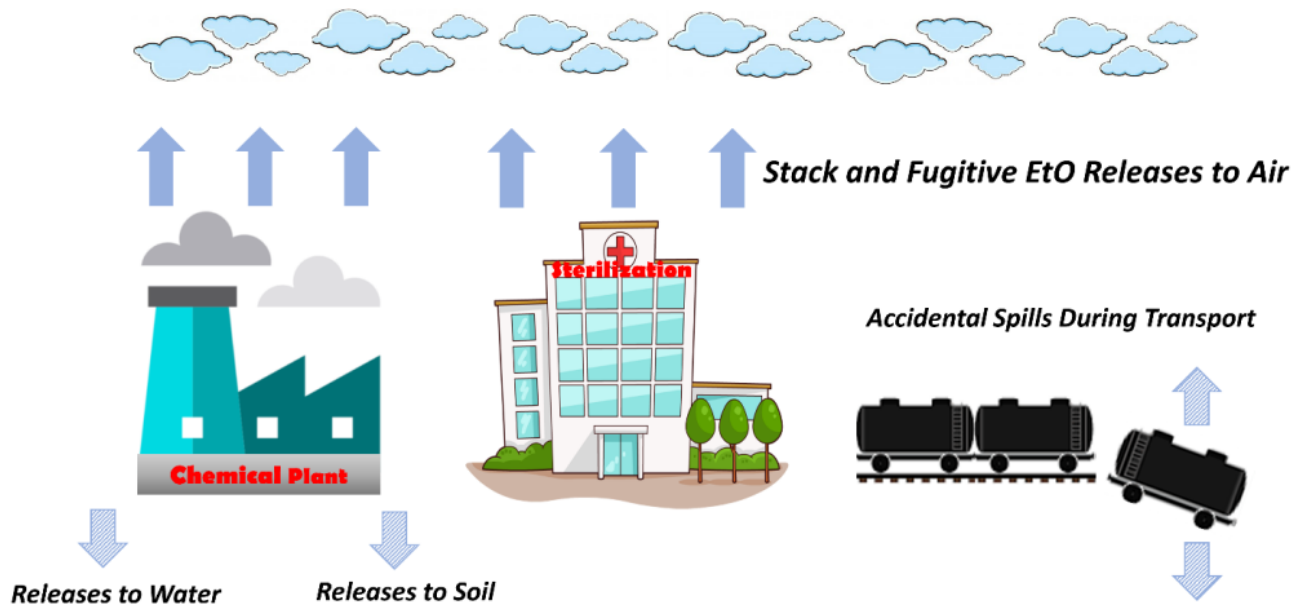 Stack and Fugitive EtO Releases to Air
Sterilization
Accidental Spills During Transport
Chemical Plant
Releases to Water
Releases to Soil